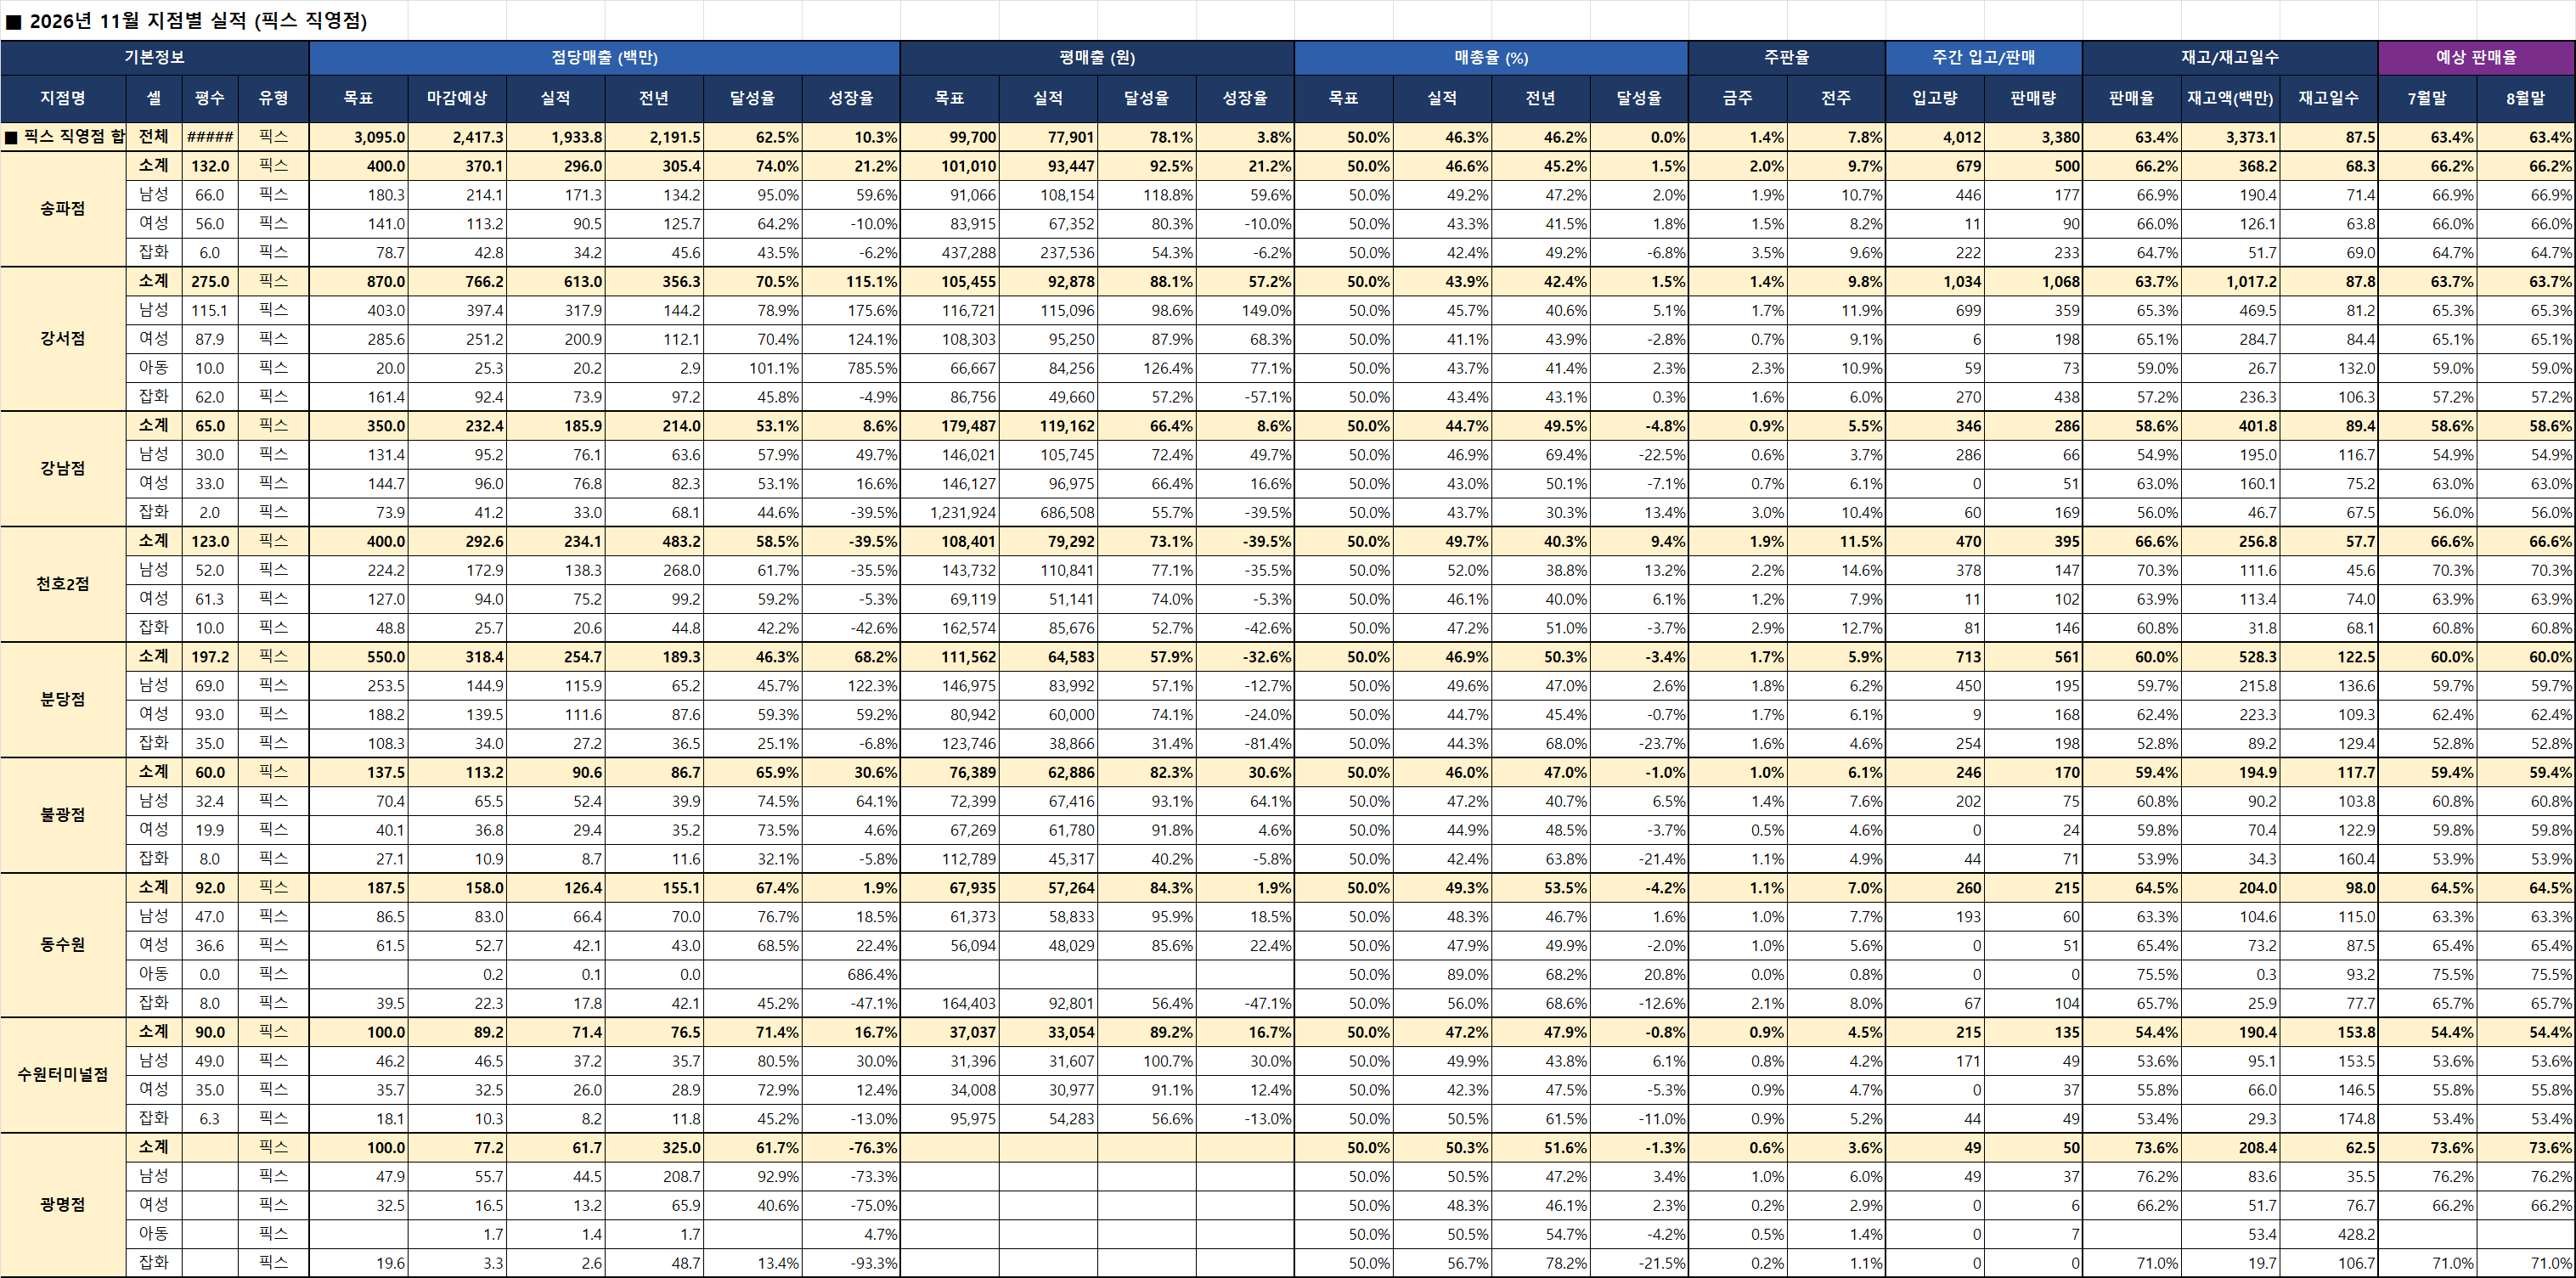 ■ 2026년 11월 지점별 실적 (픽스 직영점)
기본정보 점당매출 (백만) 평매출 (원) 매총율 (%) 주판율 주간 입고/판매 재고/재고일수 예상 판매율
지점명 셀 평수 유형 목표 마감예상 실적 전년 달성율 성장율 목표 실적 달성율 성장율 목표 실적 전년 달성율 금주 전주 입고량 판매량 판매율 재고액(백만) 재고일수 7월말 8월말
■ 픽스 직영점 합 전체 ##### 픽스 3,095.0 2,417.3 1,933.8 2,191.5 62.5% 10.3% 99,700 77,901 78.1% 3.8% 50.0% 46.3% 46.2% 0.0% 1.4% 7.8% 4,012 3,380 63.4% 3,373.1 87.5 63.4% 63.4%
송파점 소계 132.0 픽스 400.0 370.1 296.0 305.4 74.0% 21.2% 101,010 93,447 92.5% 21.2% 50.0% 46.6% 45.2% 1.5% 2.0% 9.7% 679 500 66.2% 368.2 68.3 66.2% 66.2%
남성 66.0 픽스 180.3 214.1 171.3 134.2 95.0% 59.6% 91,066 108,154 118.8% 59.6% 50.0% 49.2% 47.2% 2.0% 1.9% 10.7% 446 177 66.9% 190.4 71.4 66.9% 66.9%
여성 56.0 픽스 141.0 113.2 90.5 125.7 64.2% -10.0% 83,915 67,352 80.3% -10.0% 50.0% 43.3% 41.5% 1.8% 1.5% 8.2% 11 90 66.0% 126.1 63.8 66.0% 66.0%
잡화 6.0 픽스 78.7 42.8 34.2 45.6 43.5% -6.2% 437,288 237,536 54.3% -6.2% 50.0% 42.4% 49.2% -6.8% 3.5% 9.6% 222 233 64.7% 51.7 69.0 64.7% 64.7%
강서점 소계 275.0 픽스 870.0 766.2 613.0 356.3 70.5% 115.1% 105,455 92,878 88.1% 57.2% 50.0% 43.9% 42.4% 1.5% 1.4% 9.8% 1,034 1,068 63.7% 1,017.2 87.8 63.7% 63.7%
남성 115.1 픽스 403.0 397.4 317.9 144.2 78.9% 175.6% 116,721 115,096 98.6% 149.0% 50.0% 45.7% 40.6% 5.1% 1.7% 11.9% 699 359 65.3% 469.5 81.2 65.3% 65.3%
여성 87.9 픽스 285.6 251.2 200.9 112.1 70.4% 124.1% 108,303 95,250 87.9% 68.3% 50.0% 41.1% 43.9% -2.8% 0.7% 9.1% 6 198 65.1% 284.7 84.4 65.1% 65.1%
아동 10.0 픽스 20.0 25.3 20.2 2.9 101.1% 785.5% 66,667 84,256 126.4% 77.1% 50.0% 43.7% 41.4% 2.3% 2.3% 10.9% 59 73 59.0% 26.7 132.0 59.0% 59.0%
잡화 62.0 픽스 161.4 92.4 73.9 97.2 45.8% -4.9% 86,756 49,660 57.2% -57.1% 50.0% 43.4% 43.1% 0.3% 1.6% 6.0% 270 438 57.2% 236.3 106.3 57.2% 57.2%
강남점 소계 65.0 픽스 350.0 232.4 185.9 214.0 53.1% 8.6% 179,487 119,162 66.4% 8.6% 50.0% 44.7% 49.5% -4.8% 0.9% 5.5% 346 286 58.6% 401.8 89.4 58.6% 58.6%
남성 30.0 픽스 131.4 95.2 76.1 63.6 57.9% 49.7% 146,021 105,745 72.4% 49.7% 50.0% 46.9% 69.4% -22.5% 0.6% 3.7% 286 66 54.9% 195.0 116.7 54.9% 54.9%
여성 33.0 픽스 144.7 96.0 76.8 82.3 53.1% 16.6% 146,127 96,975 66.4% 16.6% 50.0% 43.0% 50.1% -7.1% 0.7% 6.1% 0 51 63.0% 160.1 75.2 63.0% 63.0%
잡화 2.0 픽스 73.9 41.2 33.0 68.1 44.6% -39.5% 1,231,924 686,508 55.7% -39.5% 50.0% 43.7% 30.3% 13.4% 3.0% 10.4% 60 169 56.0% 46.7 67.5 56.0% 56.0%
천호2점 소계 123.0 픽스 400.0 292.6 234.1 483.2 58.5% -39.5% 108,401 79,292 73.1% -39.5% 50.0% 49.7% 40.3% 9.4% 1.9% 11.5% 470 395 66.6% 256.8 57.7 66.6% 66.6%
남성 52.0 픽스 224.2 172.9 138.3 268.0 61.7% -35.5% 143,732 110,841 77.1% -35.5% 50.0% 52.0% 38.8% 13.2% 2.2% 14.6% 378 147 70.3% 111.6 45.6 70.3% 70.3%
여성 61.3 픽스 127.0 94.0 75.2 99.2 59.2% -5.3% 69,119 51,141 74.0% -5.3% 50.0% 46.1% 40.0% 6.1% 1.2% 7.9% 11 102 63.9% 113.4 74.0 63.9% 63.9%
잡화 10.0 픽스 48.8 25.7 20.6 44.8 42.2% -42.6% 162,574 85,676 52.7% -42.6% 50.0% 47.2% 51.0% -3.7% 2.9% 12.7% 81 146 60.8% 31.8 68.1 60.8% 60.8%
분당점 소계 197.2 픽스 550.0 318.4 254.7 189.3 46.3% 68.2% 111,562 64,583 57.9% -32.6% 50.0% 46.9% 50.3% -3.4% 1.7% 5.9% 713 561 60.0% 528.3 122.5 60.0% 60.0%
남성 69.0 픽스 253.5 144.9 115.9 65.2 45.7% 122.3% 146,975 83,992 57.1% -12.7% 50.0% 49.6% 47.0% 2.6% 1.8% 6.2% 450 195 59.7% 215.8 136.6 59.7% 59.7%
여성 93.0 픽스 188.2 139.5 111.6 87.6 59.3% 59.2% 80,942 60,000 74.1% -24.0% 50.0% 44.7% 45.4% -0.7% 1.7% 6.1% 9 168 62.4% 223.3 109.3 62.4% 62.4%
잡화 35.0 픽스 108.3 34.0 27.2 36.5 25.1% -6.8% 123,746 38,866 31.4% -81.4% 50.0% 44.3% 68.0% -23.7% 1.6% 4.6% 254 198 52.8% 89.2 129.4 52.8% 52.8%
불광점 소계 60.0 픽스 137.5 113.2 90.6 86.7 65.9% 30.6% 76,389 62,886 82.3% 30.6% 50.0% 46.0% 47.0% -1.0% 1.0% 6.1% 246 170 59.4% 194.9 117.7 59.4% 59.4%
남성 32.4 픽스 70.4 65.5 52.4 39.9 74.5% 64.1% 72,399 67,416 93.1% 64.1% 50.0% 47.2% 40.7% 6.5% 1.4% 7.6% 202 75 60.8% 90.2 103.8 60.8% 60.8%
여성 19.9 픽스 40.1 36.8 29.4 35.2 73.5% 4.6% 67,269 61,780 91.8% 4.6% 50.0% 44.9% 48.5% -3.7% 0.5% 4.6% 0 24 59.8% 70.4 122.9 59.8% 59.8%
잡화 8.0 픽스 27.1 10.9 8.7 11.6 32.1% -5.8% 112,789 45,317 40.2% -5.8% 50.0% 42.4% 63.8% -21.4% 1.1% 4.9% 44 71 53.9% 34.3 160.4 53.9% 53.9%
동수원 소계 92.0 픽스 187.5 158.0 126.4 155.1 67.4% 1.9% 67,935 57,264 84.3% 1.9% 50.0% 49.3% 53.5% -4.2% 1.1% 7.0% 260 215 64.5% 204.0 98.0 64.5% 64.5%
남성 47.0 픽스 86.5 83.0 66.4 70.0 76.7% 18.5% 61,373 58,833 95.9% 18.5% 50.0% 48.3% 46.7% 1.6% 1.0% 7.7% 193 60 63.3% 104.6 115.0 63.3% 63.3%
여성 36.6 픽스 61.5 52.7 42.1 43.0 68.5% 22.4% 56,094 48,029 85.6% 22.4% 50.0% 47.9% 49.9% -2.0% 1.0% 5.6% 0 51 65.4% 73.2 87.5 65.4% 65.4%
아동 0.0 픽스 0.2 0.1 0.0 686.4% 50.0% 89.0% 68.2% 20.8% 0.0% 0.8% 0 0 75.5% 0.3 93.2 75.5% 75.5%
잡화 8.0 픽스 39.5 22.3 17.8 42.1 45.2% -47.1% 164,403 92,801 56.4% -47.1% 50.0% 56.0% 68.6% -12.6% 2.1% 8.0% 67 104 65.7% 25.9 77.7 65.7% 65.7%
수원터미널점 소계 90.0 픽스 100.0 89.2 71.4 76.5 71.4% 16.7% 37,037 33,054 89.2% 16.7% 50.0% 47.2% 47.9% -0.8% 0.9% 4.5% 215 135 54.4% 190.4 153.8 54.4% 54.4%
남성 49.0 픽스 46.2 46.5 37.2 35.7 80.5% 30.0% 31,396 31,607 100.7% 30.0% 50.0% 49.9% 43.8% 6.1% 0.8% 4.2% 171 49 53.6% 95.1 153.5 53.6% 53.6%
여성 35.0 픽스 35.7 32.5 26.0 28.9 72.9% 12.4% 34,008 30,977 91.1% 12.4% 50.0% 42.3% 47.5% -5.3% 0.9% 4.7% 0 37 55.8% 66.0 146.5 55.8% 55.8%
잡화 6.3 픽스 18.1 10.3 8.2 11.8 45.2% -13.0% 95,975 54,283 56.6% -13.0% 50.0% 50.5% 61.5% -11.0% 0.9% 5.2% 44 49 53.4% 29.3 174.8 53.4% 53.4%
광명점 소계 픽스 100.0 77.2 61.7 325.0 61.7% -76.3% 50.0% 50.3% 51.6% -1.3% 0.6% 3.6% 49 50 73.6% 208.4 62.5 73.6% 73.6%
남성 픽스 47.9 55.7 44.5 208.7 92.9% -73.3% 50.0% 50.5% 47.2% 3.4% 1.0% 6.0% 49 37 76.2% 83.6 35.5 76.2% 76.2%
여성 픽스 32.5 16.5 13.2 65.9 40.6% -75.0% 50.0% 48.3% 46.1% 2.3% 0.2% 2.9% 0 6 66.2% 51.7 76.7 66.2% 66.2%
아동 픽스 1.7 1.4 1.7 4.7% 50.0% 50.5% 54.7% -4.2% 0.5% 1.4% 0 7 53.4 428.2
잡화 픽스 19.6 3.3 2.6 48.7 13.4% -93.3% 50.0% 56.7% 78.2% -21.5% 0.2% 1.1% 0 0 71.0% 19.7 106.7 71.0% 71.0%